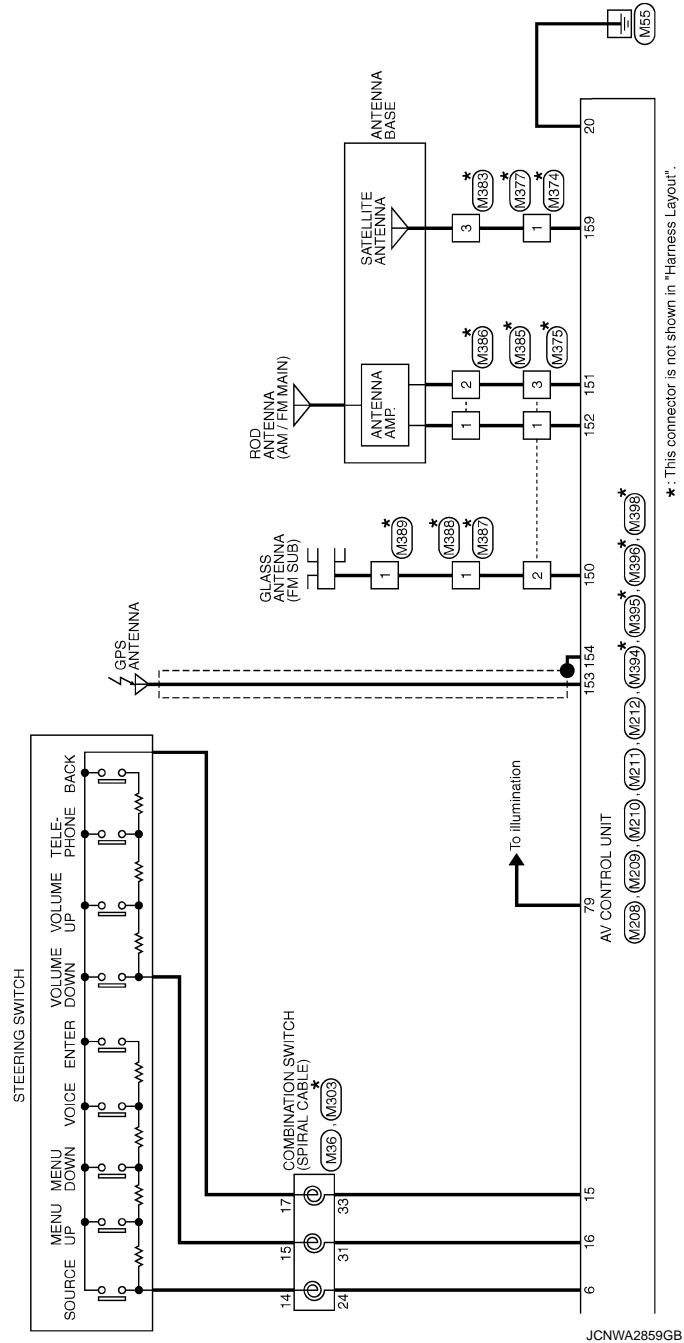 STEERING SWITCH
SOURCE
MENU
UP
MENU
DOWN
VOICE
ENTER
VOLUME
DOWN
VOLUME
UP
TELE-
PHONE
BACK
14
15
17
COMBINATION SWITCH
(SPIRAL CABLE)
M36 , M303 *
24
31
33
6
16
15
To illumination
79
AV CONTROL UNIT
M208 , M209 , M210 , M211 , M212 , M394 * , M395 * , M396 * , M398 *
GPS
ANTENNA
153
154
GLASS
ANTENNA
(FM SUB)
1
M389 *
1
M388 *
M387 *
2
150
ROD
ANTENNA
(AM / FM MAIN)
ANTENNA
AMP.
1
2
M386 *
1
3
M385 *
M375 *
152
151
ANTENNA
BASE
SATELLITE
ANTENNA
3
M383 *
1
M377 *
M374 *
159
20
M55
* : This connector is not shown in "Harness Layout".
JCNWA2859GB